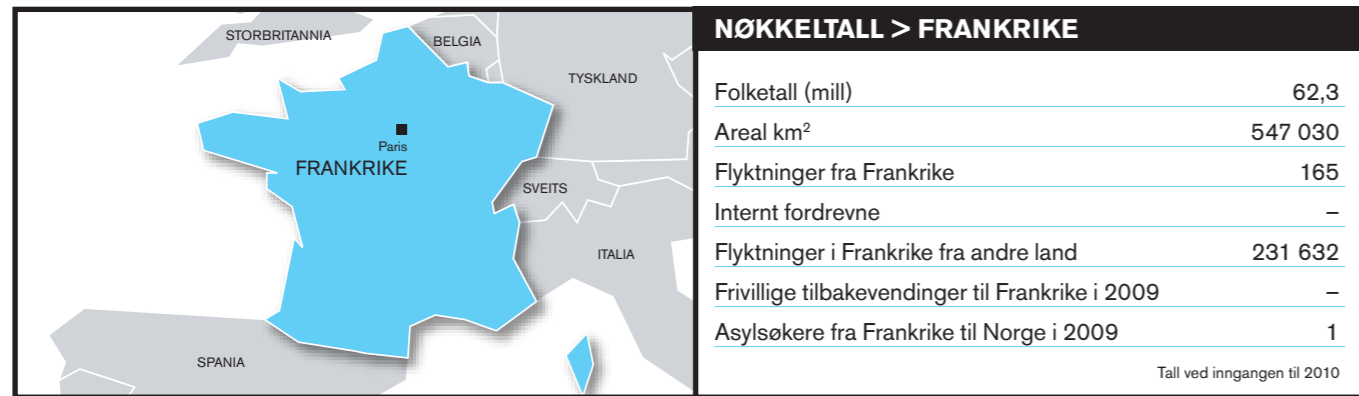 STORBRITANNIA
BELGIA
TYSKLAND
Paris
FRANKRIKE
SVEITS
ITALIA
SPANIA
NØKKELTALL > FRANKRIKE
Folketall (mill) 62,3
Areal km² 547 030
Flyktninger fra Frankrike 165
Internt fordrevne –
Flyktninger i Frankrike fra andre land 231 632
Frivillige tilbakevendinger til Frankrike i 2009 –
Asylsøkere fra Frankrike til Norge i 2009 1
Tall ved inngangen til 2010